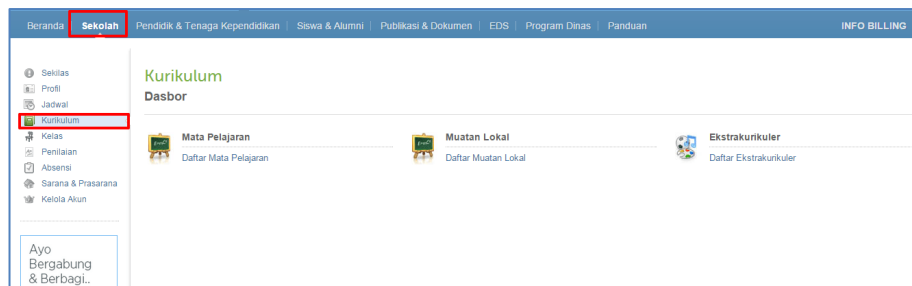 Beranda Sekolah Pendidik & Tenaga Kependidikan | Siswa & Alumni | Publikasi & Dokumen | EDS | Program Dinas | Panduan INFO BILLING
Sekilas
Profil
Jadwal
Kurikulum
Kelas
Penilaian
Absensi
Sarana & Prasarana
Kelola Akun
Ayo
Bergabung
& Berbagi..
Kurikulum
Dasbor
Mata Pelajaran
Daftar Mata Pelajaran
Muatan Lokal
Daftar Muatan Lokal
Ekstrakurikuler
Daftar Ekstrakurikuler